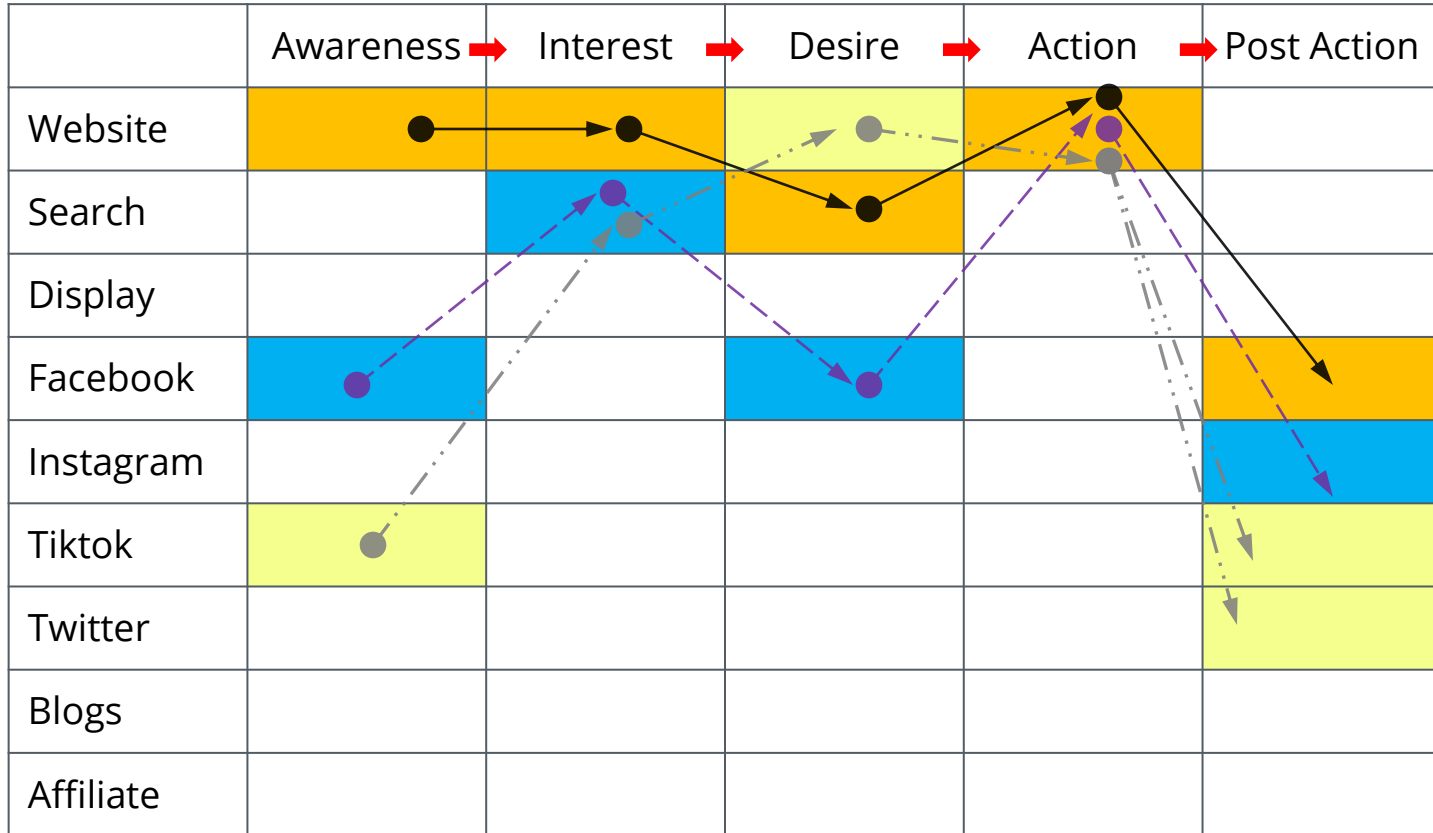 Awareness Interest Desire Action Post Action
Website
Search
Display
Facebook
Instagram
Tiktok
Twitter
Blogs
Affiliate